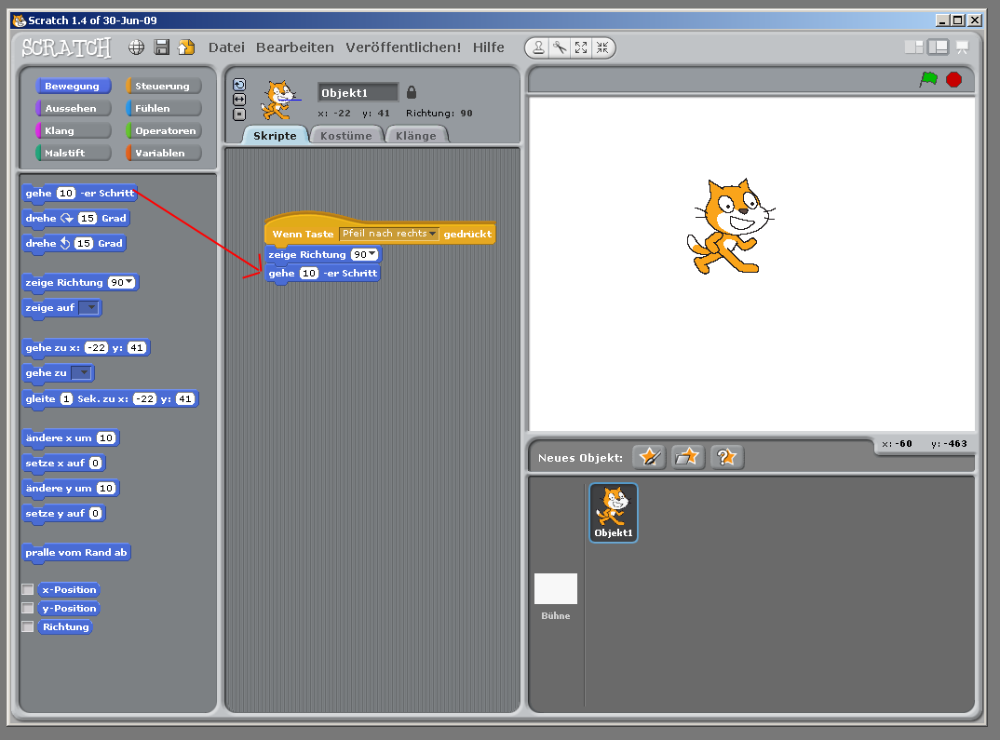 Scratch 1.4 of 30-Jun-09
SCRATCH Datei Bearbeiten Veröffentlichen! Hilfe
Bewegung Steuerung
Aussehen Fühlen
Klang Operatoren
Malstift Variablen
gehe 10 -er Schritt
drehe 15 Grad
drehe 15 Grad
zeige Richtung 90
zeige auf
gehe zu x: -22 y: 41
gehe zu
gleite 1 Sek. zu x: -22 y: 41
ändere x um 10
setze x auf 0
ändere y um 10
setze y auf 0
pralle vom Rand ab
x-Position
y-Position
Richtung
Objekt1
x: -22 y: 41 Richtung: 90
Skripte Kostüme Klänge
Wenn Taste Pfeil nach rechts gedrückt
zeige Richtung 90
gehe 10 -er Schritt
x: -60 y: -463
Neues Objekt:
Objekt1
Bühne